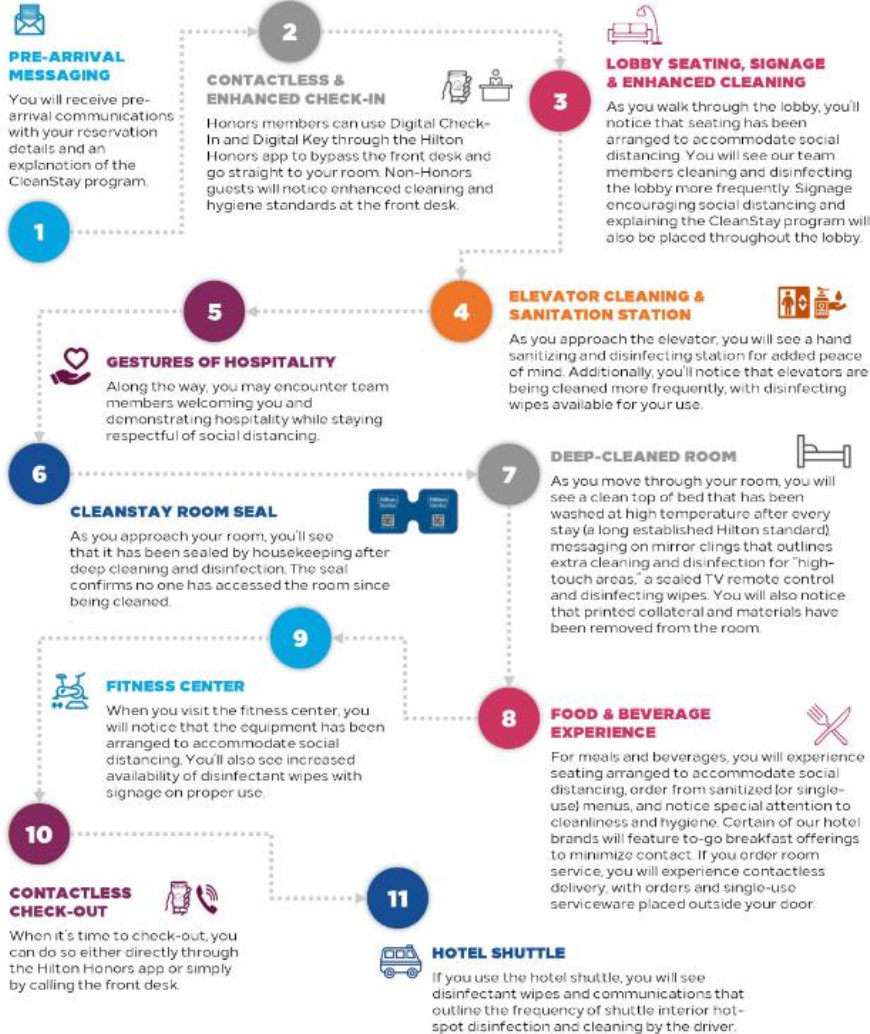 PRE-ARRIVAL
MESSAGING
You will receive pre-
arrival communications
with your reservation
details and an
explanation of the
CleanStay program.
1
2
CONTACTLESS &
ENHANCED CHECK-IN
Honors members can use Digital Check-
In and Digital Key through the Hilton
Honors app to bypass the front desk and
go straight to your room. Non-Honors
guests will notice enhanced cleaning and
hygiene standards at the front desk.
3
LOBBY SEATING, SIGNAGE
& ENHANCED CLEANING
As you walk through the lobby, you'll
notice that seating has been
arranged to accommodate social
distancing. You will see our team
members cleaning and disinfecting
the lobby more frequently. Signage
encouraging social distancing and
explaining the CleanStay program will
also be placed throughout the lobby.
4
ELEVATOR CLEANING &
SANITATION STATION
As you approach the elevator, you will see a hand
sanitizing and disinfecting station for added peace
of mind. Additionally, you'll notice that elevators are
being cleaned more frequently, with disinfecting
wipes available for your use.
5
GESTURES OF HOSPITALITY
Along the way, you may encounter team
members welcoming you and
demonstrating hospitality while staying
respectful of social distancing.
6
CLEANSTAY ROOM SEAL
As you approach your room, you'll see
that it has been sealed by housekeeping after
deep cleaning and disinfection. The seal
confirms no one has accessed the room since
being cleaned.
7
DEEP-CLEANED ROOM
As you move through your room, you will
see a clean top of bed that has been
washed at high temperature after every
stay (a long established Hilton standard)
messaging on mirror clings that outlines
extra cleaning and disinfection for "high-
touch areas," a sealed TV remote control
and disinfecting wipes. You will also notice
that printed collateral and materials have
been removed from the room.
8
FOOD & BEVERAGE
EXPERIENCE
For meals and beverages, you will experience
seating arranged to accommodate social
distancing, order from sanitized (or single-
use) menus, and notice special attention to
cleanliness and hygiene. Certain of our hotel
brands will feature to-go breakfast offerings
to minimize contact. If you order room
service, you will experience contactless
delivery, with orders and single-use
serviceware placed outside your door.
9
FITNESS CENTER
When you visit the fitness center, you
will notice that the equipment has been
arranged to accommodate social
distancing. You'll also see increased
availability of disinfectant wipes with
signage on proper use.
10
CONTACTLESS
CHECK-OUT
When it's time to check-out, you
can do so either directly through
the Hilton Honors app or simply
by calling the front desk.
11
HOTEL SHUTTLE
If you use the hotel shuttle, you will see
disinfectant wipes and communications that
outline the frequency of shuttle interior hot-
spot disinfection and cleaning by the driver.